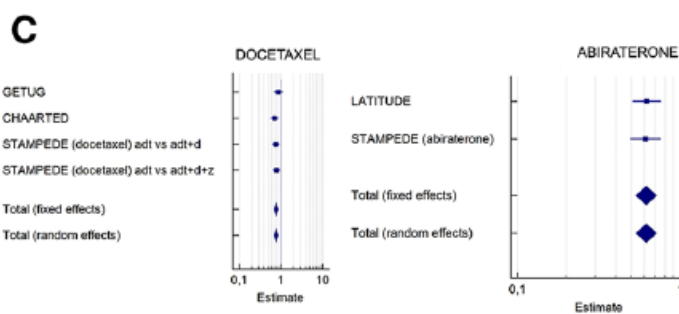 C
DOCETAXEL
GETUG
CHAARTED
STAMPEDE (docetaxel) adt vs adt+d
STAMPEDE (docetaxel) adt vs adt+d+z
Total (fixed effects)
Total (random effects)
0,1 1 10
Estimate
ABIRATERONE
LATITUDE
STAMPEDE (abiraterone)
Total (fixed effects)
Total (random effects)
0,1 1
Estimate